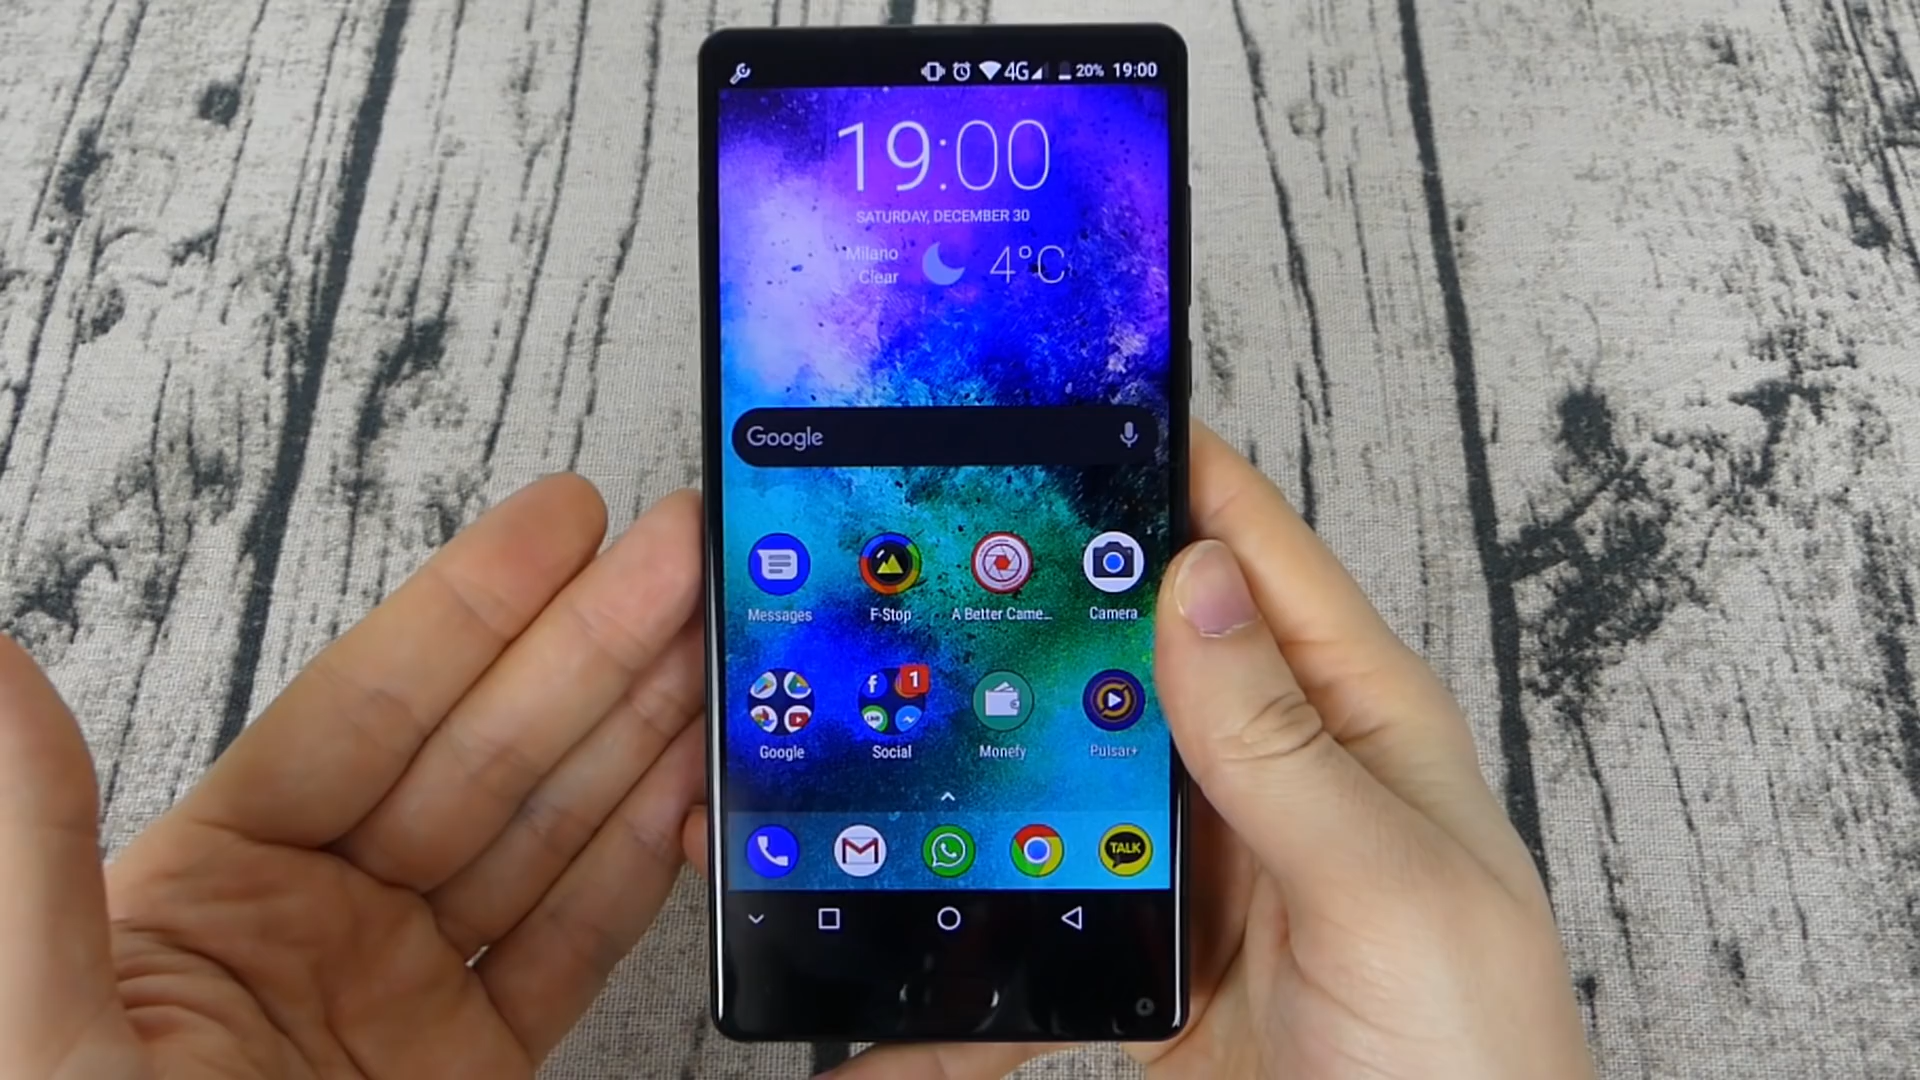 4G 20% 19:00
19:00
SATURDAY, DECEMBER 30
Milano
Clear
4°C
Google
Messages
F-Stop
A Better Came...
Camera
1
f
LINE
Google
Social
Monefy
Pulsar+
TALK